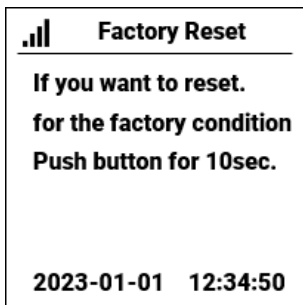 Factory Reset
If you want to reset.
for the factory condition
Push button for 10sec.
2023-01-01 12:34:50